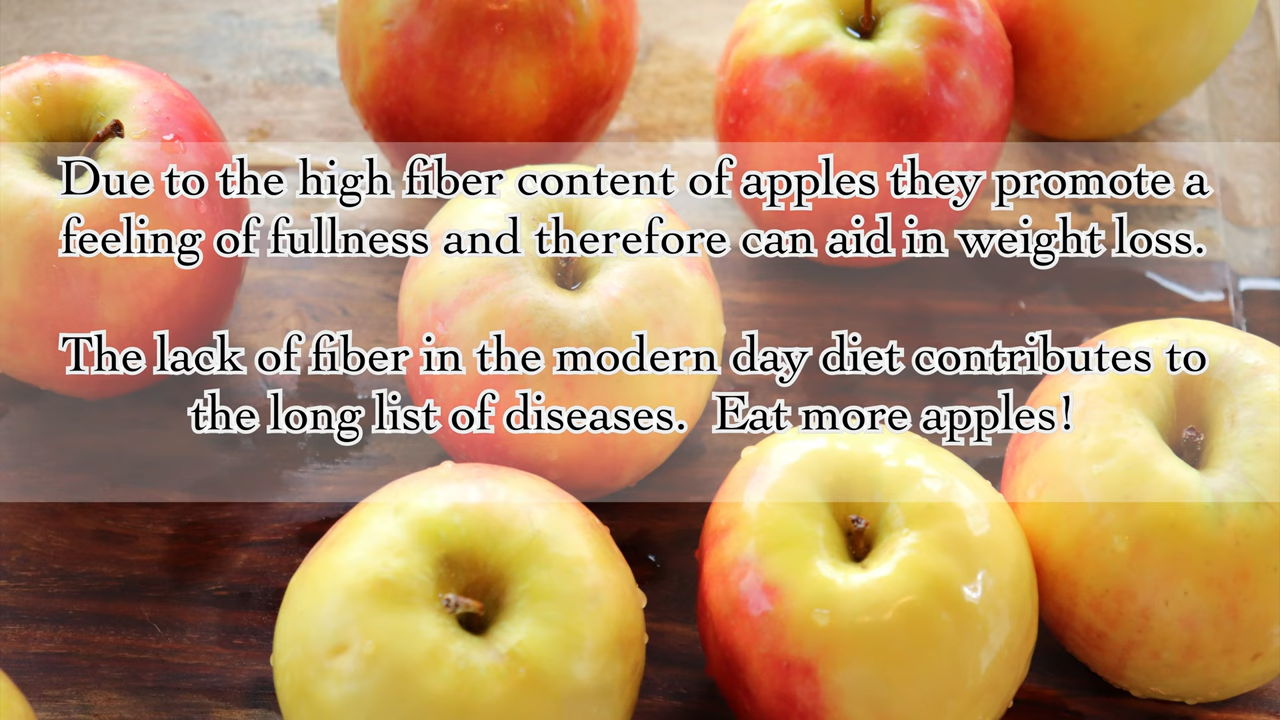 Due to the high fiber content of apples they promote a
feeling of fullness and therefore can aid in weight loss.
The lack of fiber in the modern day diet contributes to
the long list of diseases.  Eat more apples!